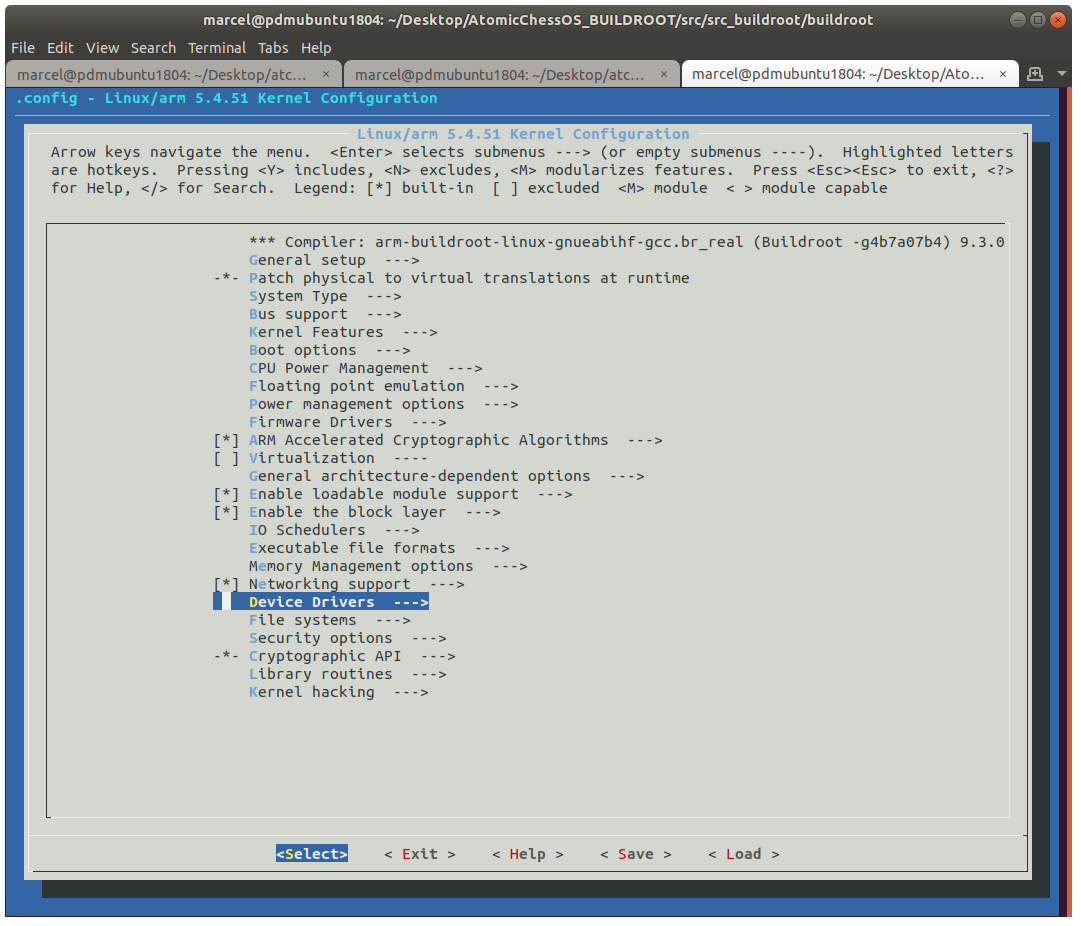 marcel@pdmubuntu1804: ~/Desktop/AtomicChessOS_BUILDROOT/src/src_buildroot/buildroot
File Edit View Search Terminal Tabs Help
marcel@pdmubuntu1804: ~/Desktop/atc... × marcel@pdmubuntu1804: ~/Desktop/atc... × marcel@pdmubuntu1804: ~/Desktop/Ato... ×
.config - Linux/arm 5.4.51 Kernel Configuration
Linux/arm 5.4.51 Kernel Configuration
Arrow keys navigate the menu. <Enter> selects submenus ---> (or empty submenus ----). Highlighted letters
are hotkeys. Pressing <Y> includes, <N> excludes, <M> modularizes features. Press <Esc><Esc> to exit, <?>
for Help, </> for Search. Legend: [*] built-in [ ] excluded <M> module < > module capable
*** Compiler: arm-buildroot-linux-gnueabihf-gcc.br_real (Buildroot -g4b7a07b4) 9.3.0
General setup --->
-*- Patch physical to virtual translations at runtime
System Type --->
Bus support --->
Kernel Features --->
Boot options --->
CPU Power Management --->
Floating point emulation --->
Power management options --->
Firmware Drivers --->
[*] ARM Accelerated Cryptographic Algorithms --->
[ ] Virtualization ----
General architecture-dependent options --->
[*] Enable loadable module support --->
[*] Enable the block layer --->
IO Schedulers --->
Executable file formats --->
Memory Management options --->
[*] Networking support --->
Device Drivers --->
File systems --->
Security options --->
-*- Cryptographic API --->
Library routines --->
Kernel hacking --->
<Select> < Exit > < Help > < Save > < Load >